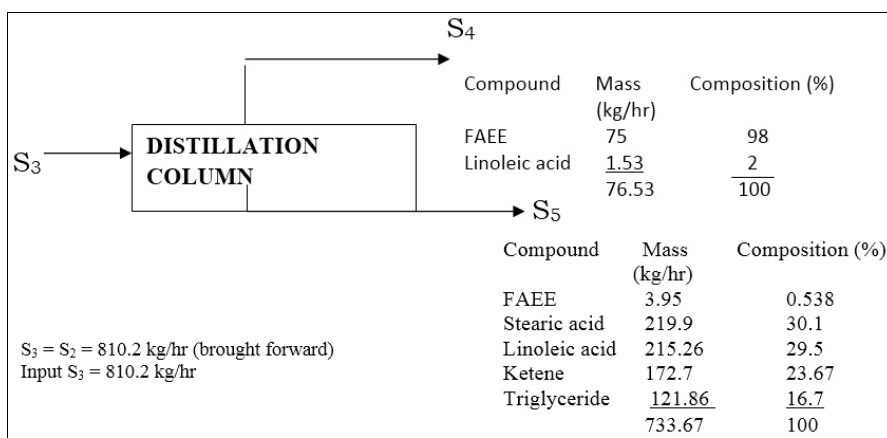 S4
Compound Mass Composition (%)
(kg/hr)
FAEE 75 98
Linoleic acid 1.53 2
76.53 100
S3
DISTILLATION
COLUMN
S5
Compound Mass Composition (%)
(kg/hr)
FAEE 3.95 0.538
Stearic acid 219.9 30.1
Linoleic acid 215.26 29.5
Ketene 172.7 23.67
Triglyceride 121.86 16.7
733.67 100
S3 = S2 = 810.2 kg/hr (brought forward)
Input S3 = 810.2 kg/hr